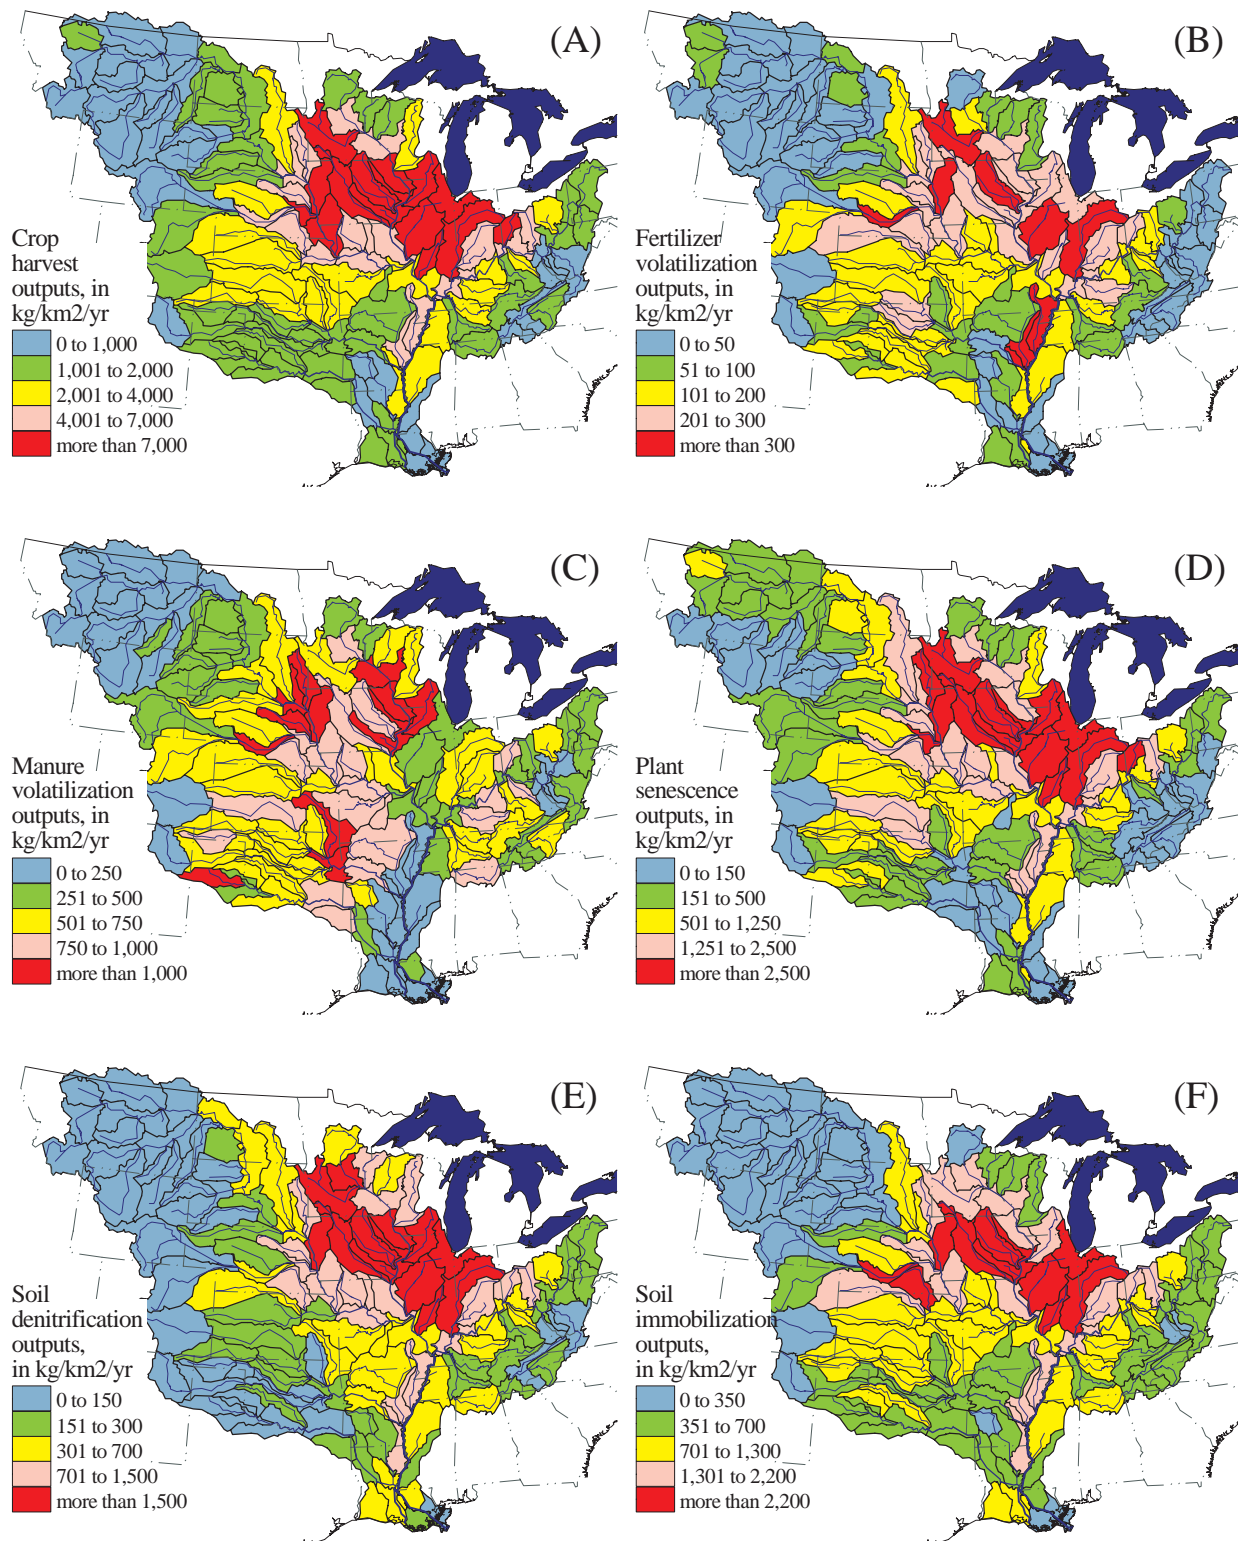 (A)
Crop
harvest
outputs, in
kg/km2/yr
0 to 1,000
1,001 to 2,000
2,001 to 4,000
4,001 to 7,000
more than 7,000
(B)
Fertilizer
volatilization
outputs, in
kg/km2/yr
0 to 50
51 to 100
101 to 200
201 to 300
more than 300
(C)
Manure
volatilization
outputs, in
kg/km2/yr
0 to 250
251 to 500
501 to 750
750 to 1,000
more than 1,000
(D)
Plant
senescence
outputs, in
kg/km2/yr
0 to 150
151 to 500
501 to 1,250
1,251 to 2,500
more than 2,500
(E)
Soil
denitrification
outputs,
in kg/km2/yr
0 to 150
151 to 300
301 to 700
701 to 1,500
more than 1,500
(F)
Soil
immobilization
outputs,
in kg/km2/yr
0 to 350
351 to 700
701 to 1,300
1,301 to 2,200
more than 2,200